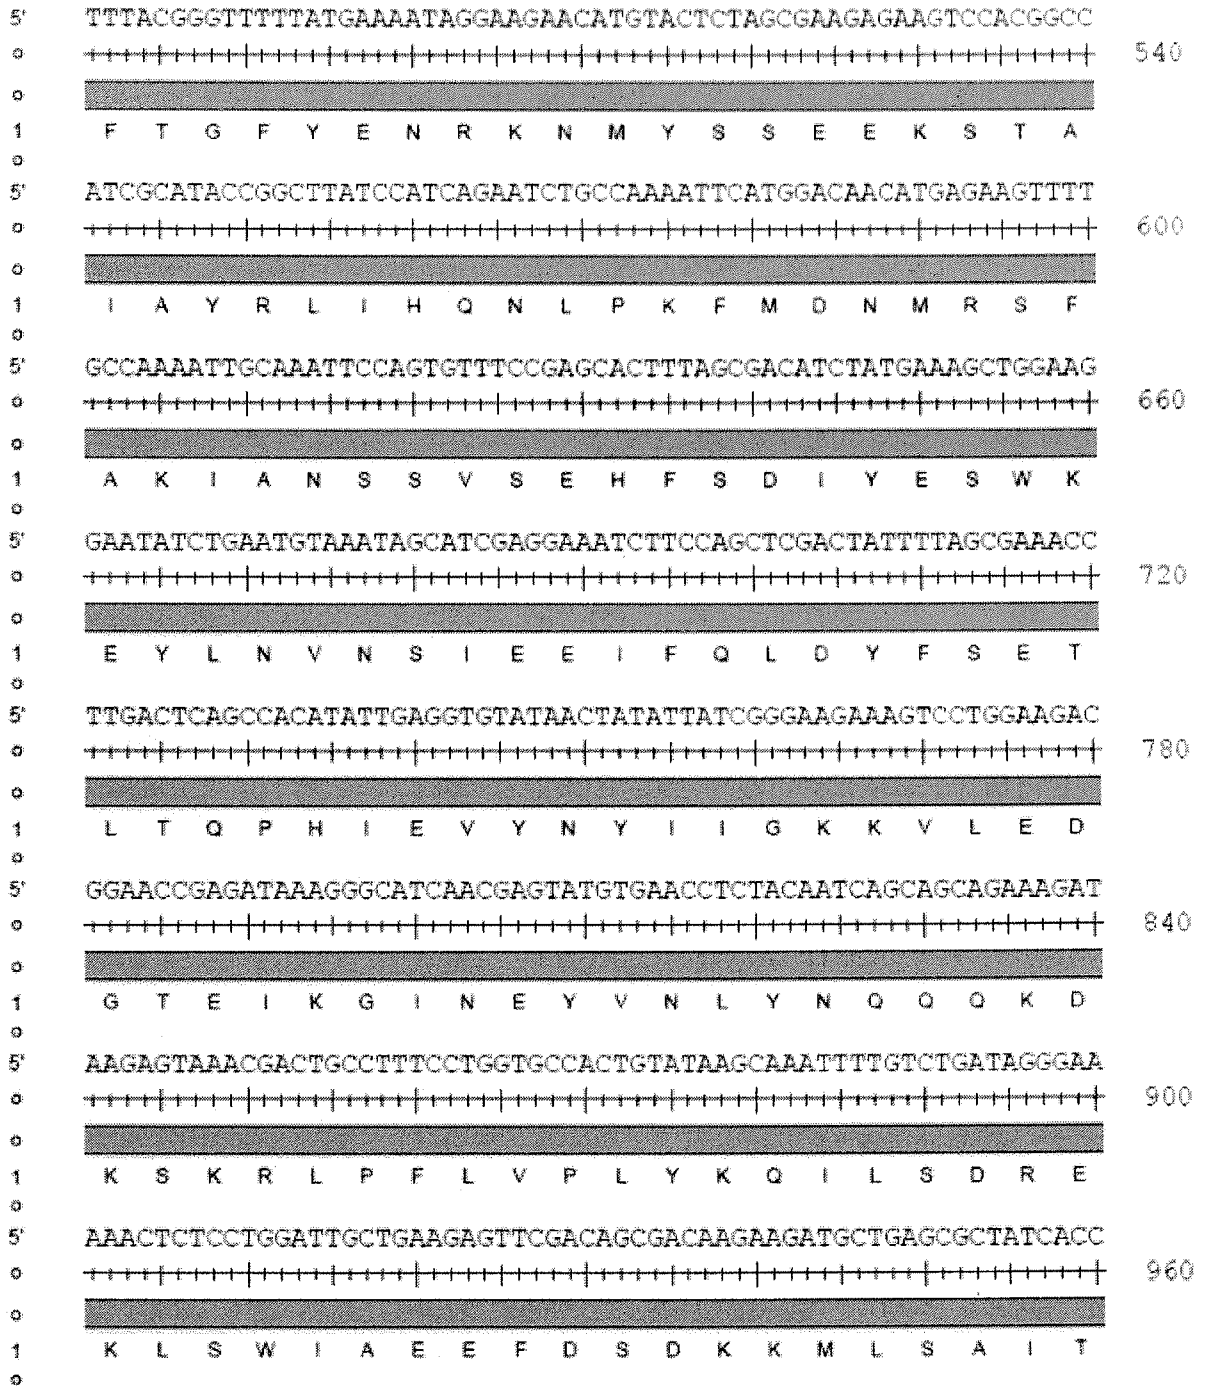 5' TTTACGGGTTTTTATGAAAATAGGAAGAACATGTACTCTAGCGAAGAGAAGTCCACGGCC
o 540
o
1 F T G F Y E N R K N M Y S S E E K S T A
o
5' ATCGCATACCGGCTTATCCATCAGAATCTGCCAAAATTCATGGACAACATGAGAAGTTTT
o 600
o
1 I A Y R L I H Q N L P K F M D N M R S F
o
5' GCCAAAATTGCAAATTCCAGTGTTTCCGAGCACTTTAGCGACATCTATGAAAGCTGGAAG
o 660
o
1 A K I A N S S V S E H F S D I Y E S W K
o
5' GAATATCTGAATGTAAATAGCATCGAGGAAATCTTCCAGCTCGACTATTTTAGCGAAACC
o 720
o
1 E Y L N V N S I E E I F Q L D Y F S E T
o
5' TTGACTCAGCCACATATTGAGGTGTATAACTATATTATCGGGAAGAAAGTCCTGGAAGAC
o 780
o
1 L T Q P H I E V Y N Y I I G K K V L E D
o
5' GGAACCGAGATAAAGGGCATCAACGAGTATGTGAACCTCTACAATCAGCAGCAGAAAGAT
o 840
o
1 G T E I K G I N E Y V N L Y N Q Q Q K D
o
5' AAGAGTAAACGACTGCCTTTCCTGGTGCCACTGTATAAGCAAATTTTGTCTGATAGGGAA
o 900
o
1 K S K R L P F L V P L Y K Q I L S D R E
o
5' AAACTCTCCTGGATTGCTGAAGAGTTCGACAGCGACAAGAAGATGCTGAGCGCTATCACC
o 960
o
1 K L S W I A E E F D S D K K M L S A I T
o